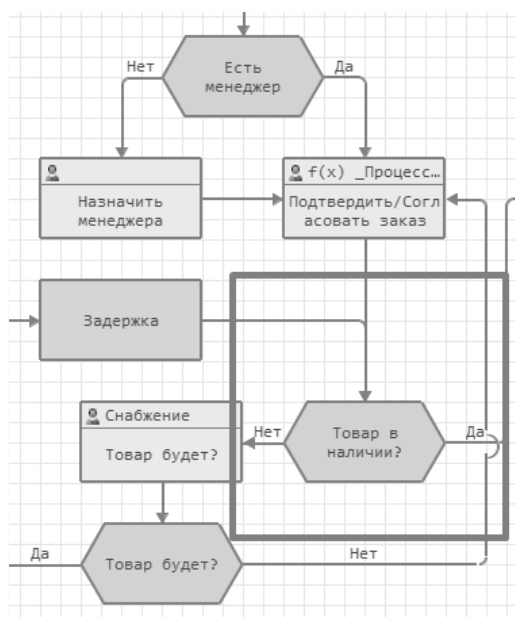 Есть
менеджер
Нет
Да
f(x) _Процесс...
Назначить
менеджера
Подтвердить/Согл
асовать заказ
Задержка
Снабжение
Товар будет?
Нет
Товар в
наличии?
Да
Да
Товар будет?
Нет